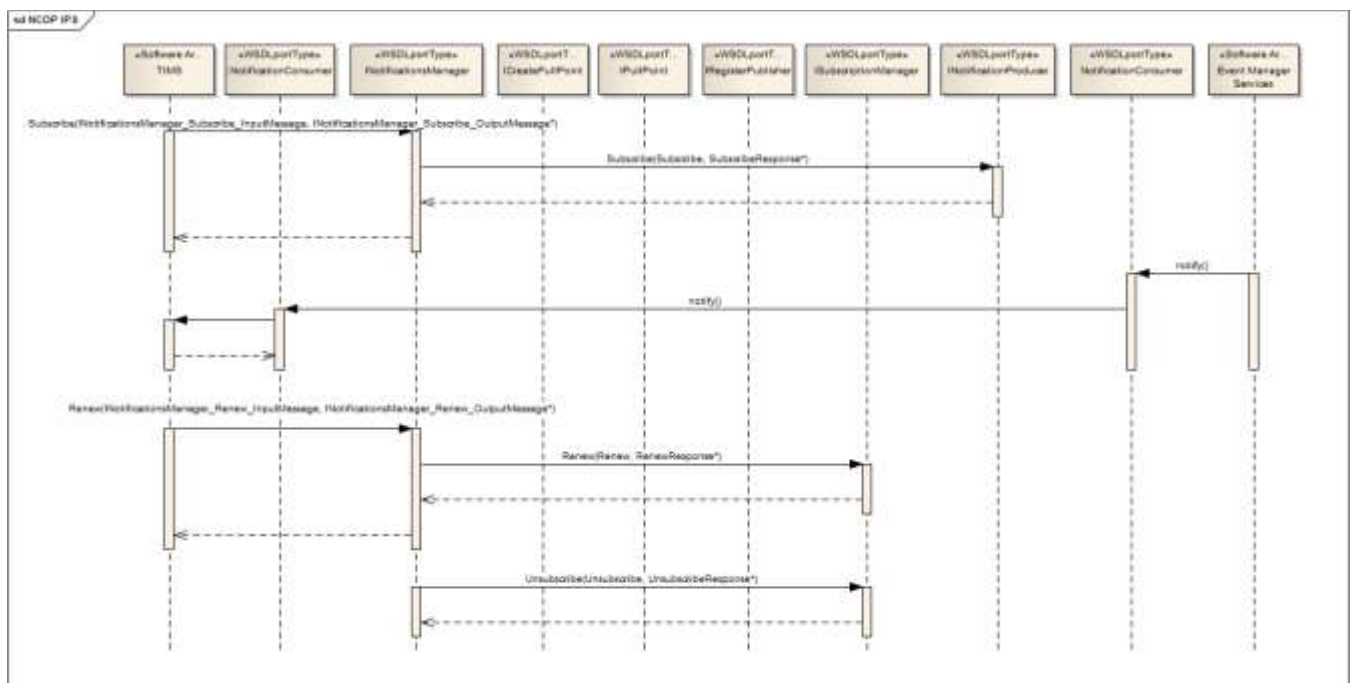 sd NCOP IP3
«Software Ar...
TIMS
«WSDLportType»
INotificationConsumer
«WSDLportType»
INotificationsManager
«WSDLportT...
ICreatePullPoint
«WSDLportT...
IPullPoint
«WSDLportT...
IRegisterPublisher
«WSDLportType»
ISubscriptionManager
«WSDLportType»
INotificationProducer
«WSDLportType»
NotificationConsumer
«Software Ar...
Event Manager
Services
Subscribe(INotificationsManager_Subscribe_InputMessage, INotificationsManager_Subscribe_OutputMessage*)
Subscribe(Subscribe, SubscribeResponse*)
notify()
notify()
Renew(INotificationsManager_Renew_InputMessage, INotificationsManager_Renew_OutputMessage*)
Renew(Renew, RenewResponse*)
Unsubscribe(Unsubscribe, UnsubscribeResponse*)